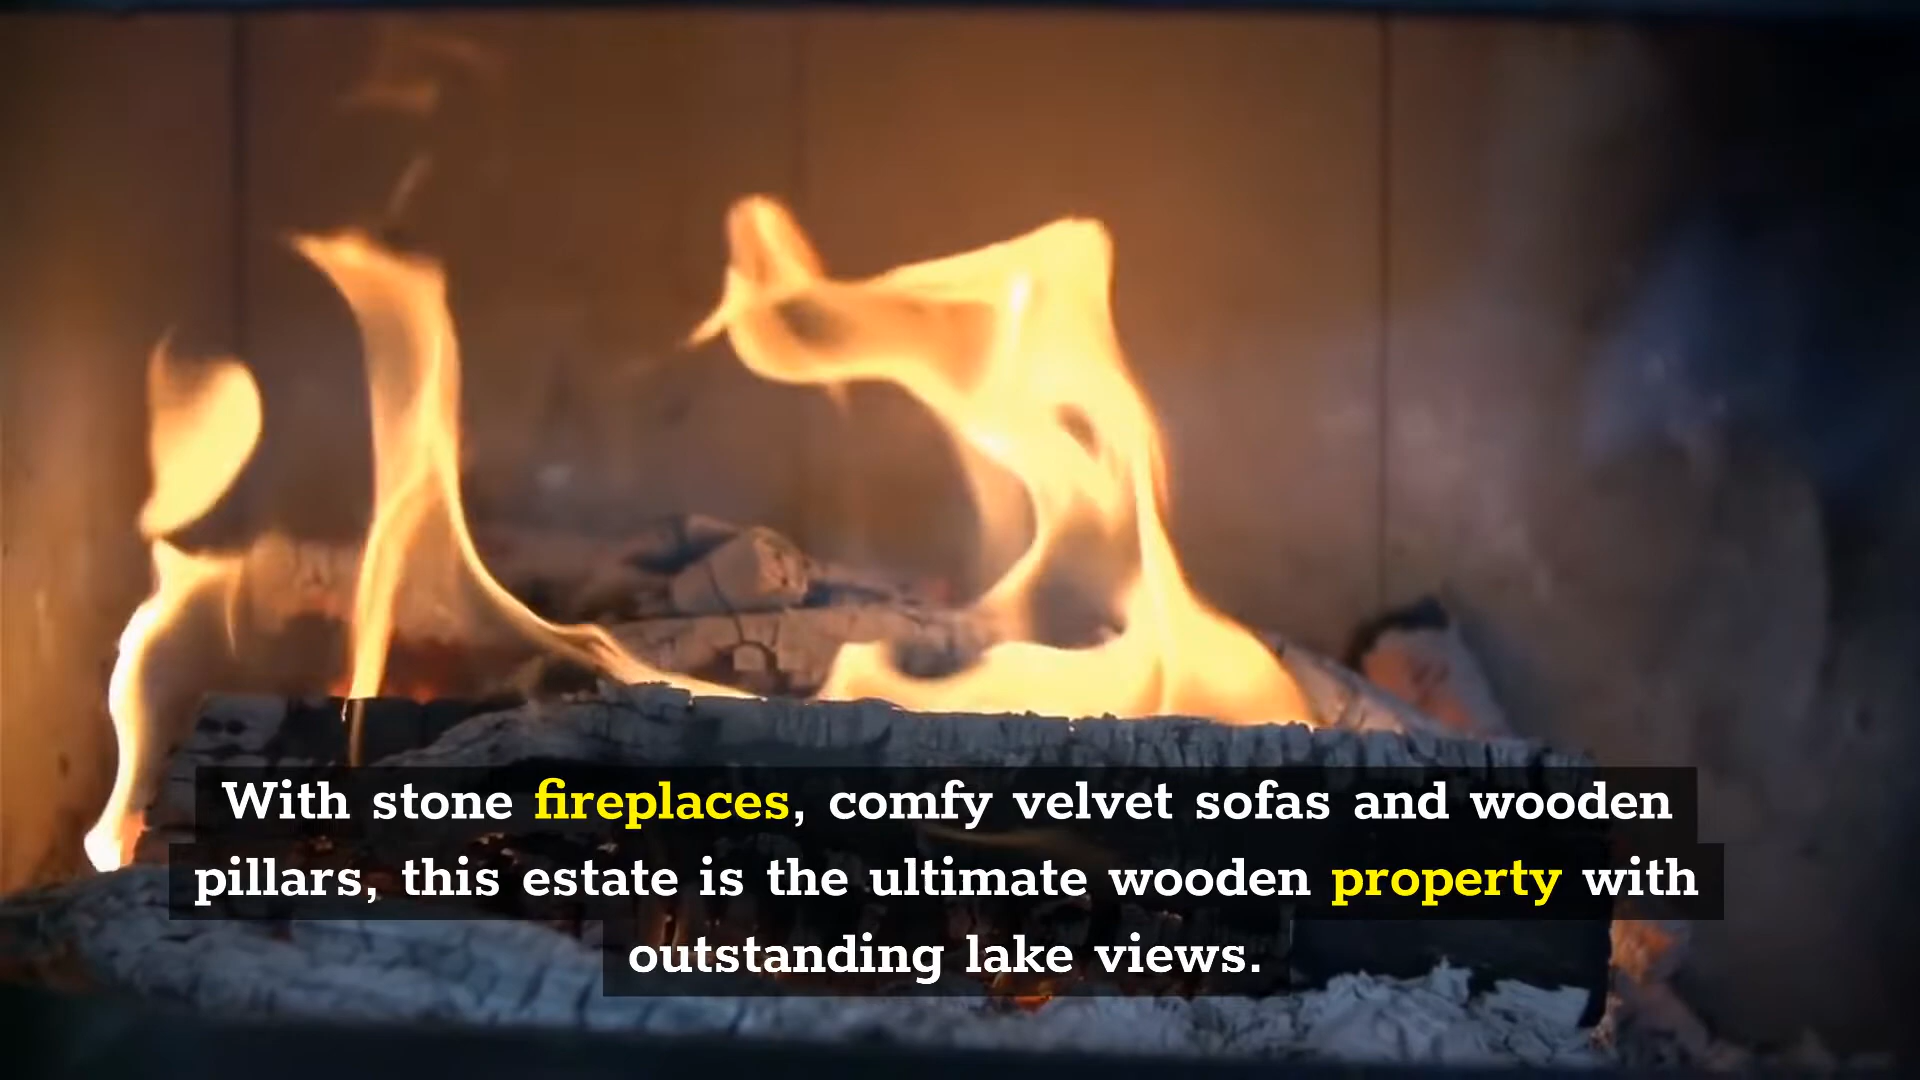 With stone fireplaces, comfy velvet sofas and wooden
pillars, this estate is the ultimate wooden property with
outstanding lake views.